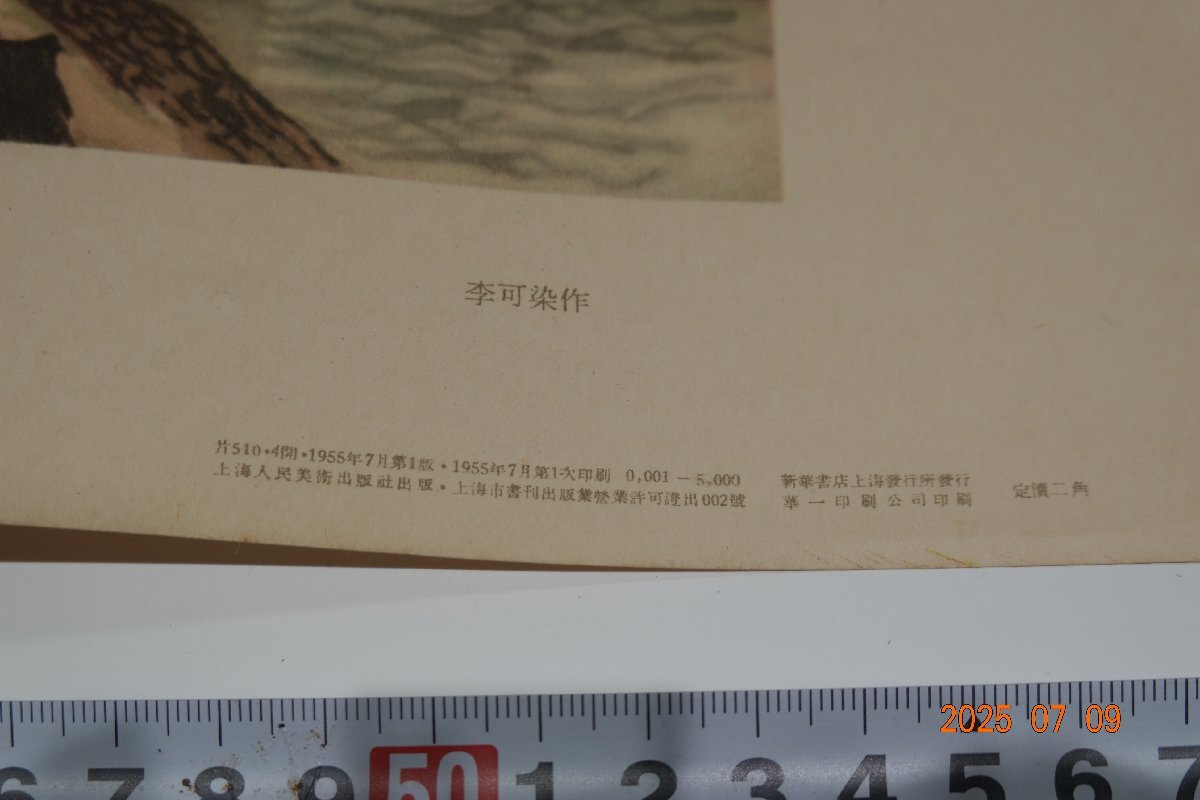 李可染作
片510·4開·1955年7月第1版·1955年7月第1次印刷 0,001—5,000
上海人民美術出版社出版·上海市書刊出版業營業許可證出002號
新華書店上海發行所發行
華一印刷公司印刷
定價二角
2025 07 09
6 7 8 9 50 1 2 3 4 5 6 7